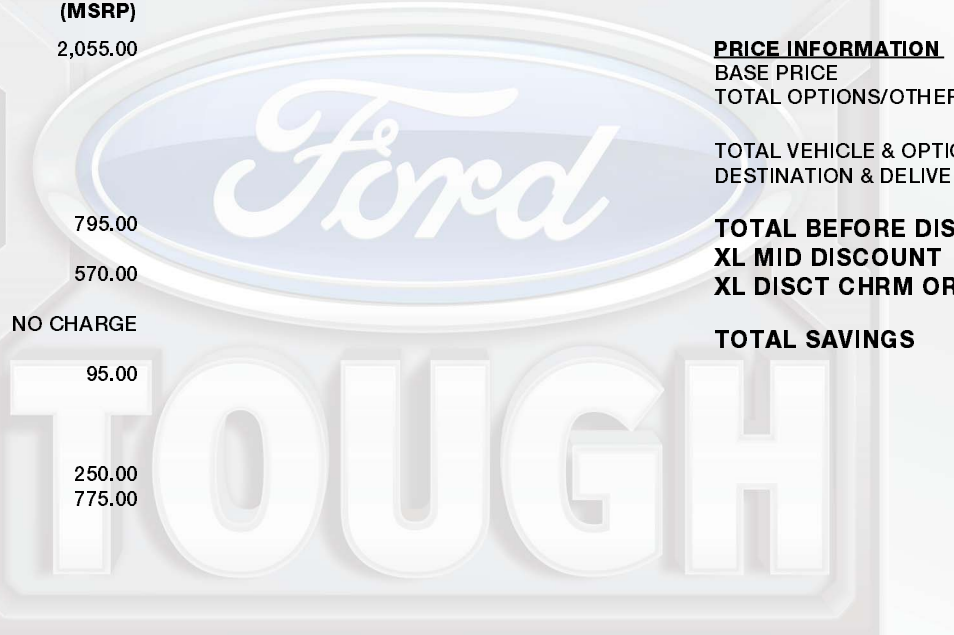 (MSRP)
2,055.00
795.00
570.00
NO CHARGE
95.00
250.00
775.00
PRICE INFORMATION
BASE PRICE
TOTAL OPTIONS/OTHER
TOTAL VEHICLE & OPTIO
DESTINATION & DELIVE
TOTAL BEFORE DIS
XL MID DISCOUNT
XL DISCT CHRM OR
TOTAL SAVINGS
Ford
TOUGH